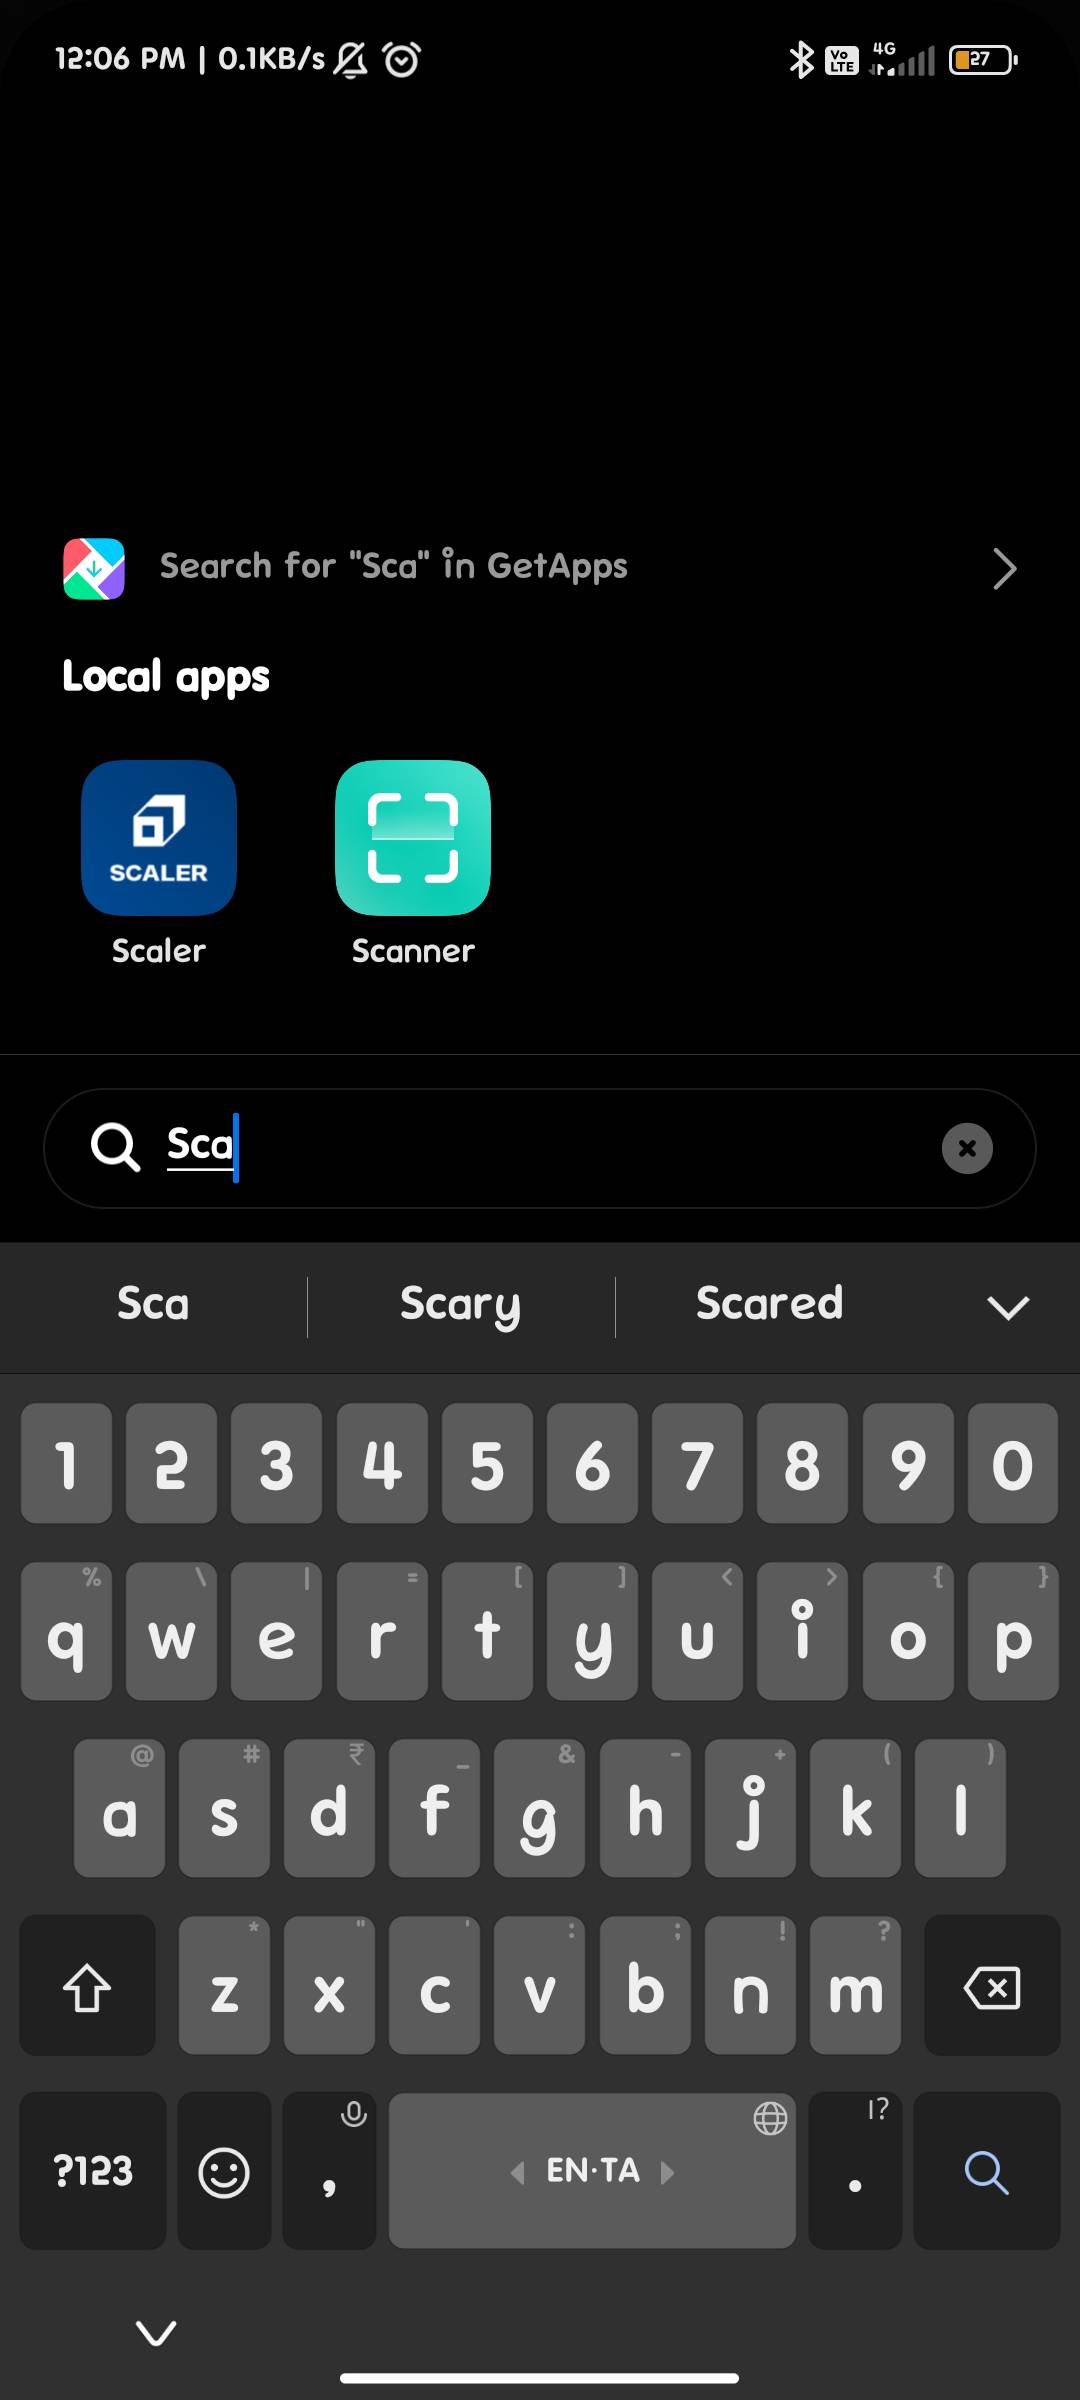 12:06 PM | 0.1KB/s
Vo
LTE
4G
27
Search for "Sca" in GetApps
Local apps
SCALER
Scaler
Scanner
Sca
Sca
Scary
Scared
1 2 3 4 5 6 7 8 9 0
% \ | = [ ] < > { }
q w e r t y u i o p
@ # ₹ _ & - + ( )
a s d f g h j k l
* " ' : ; ! ?
z x c v b n m
!?
?123 , EN·TA .